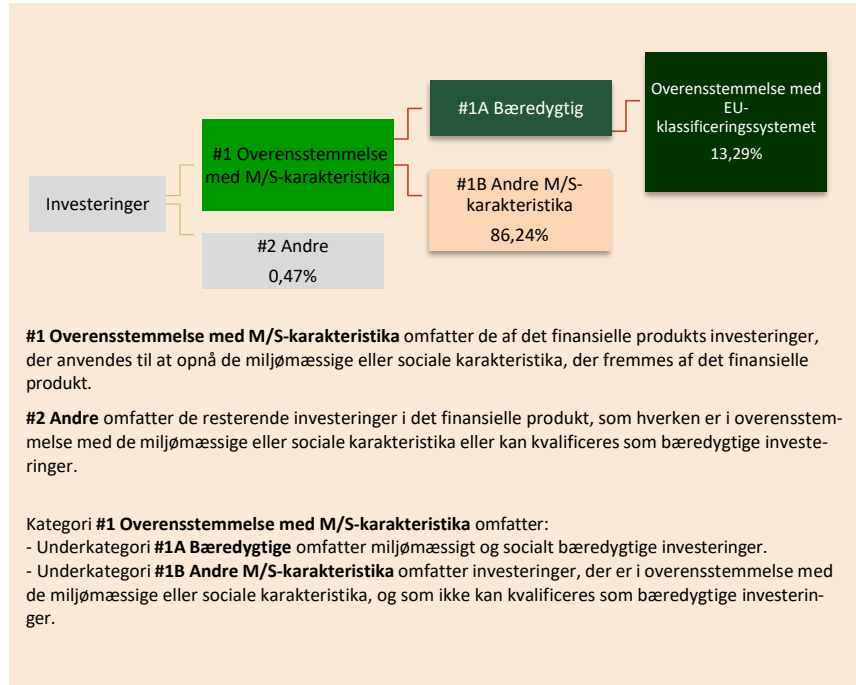 Investeringer
#1 Overensstemmelse
med M/S-karakteristika
#2 Andre
0,47%
#1A Bæredygtig
#1B Andre M/S-
karakteristika
86,24%
Overensstemmelse med
EU-
klassificeringssystemet
13,29%
#1 Overensstemmelse med M/S-karakteristika omfatter de af det finansielle produkts investeringer,
der anvendes til at opnå de miljømæssige eller sociale karakteristika, der fremmes af det finansielle
produkt.
#2 Andre omfatter de resterende investeringer i det finansielle produkt, som hverken er i overensstem-
melse med de miljømæssige eller sociale karakteristika eller kan kvalificeres som bæredygtige investe-
ringer.
Kategori #1 Overensstemmelse med M/S-karakteristika omfatter:
- Underkategori #1A Bæredygtige omfatter miljømæssigt og socialt bæredygtige investeringer.
- Underkategori #1B Andre M/S-karakteristika omfatter investeringer, der er i overensstemmelse med
de miljømæssige eller sociale karakteristika, og som ikke kan kvalificeres som bæredygtige investerin-
ger.